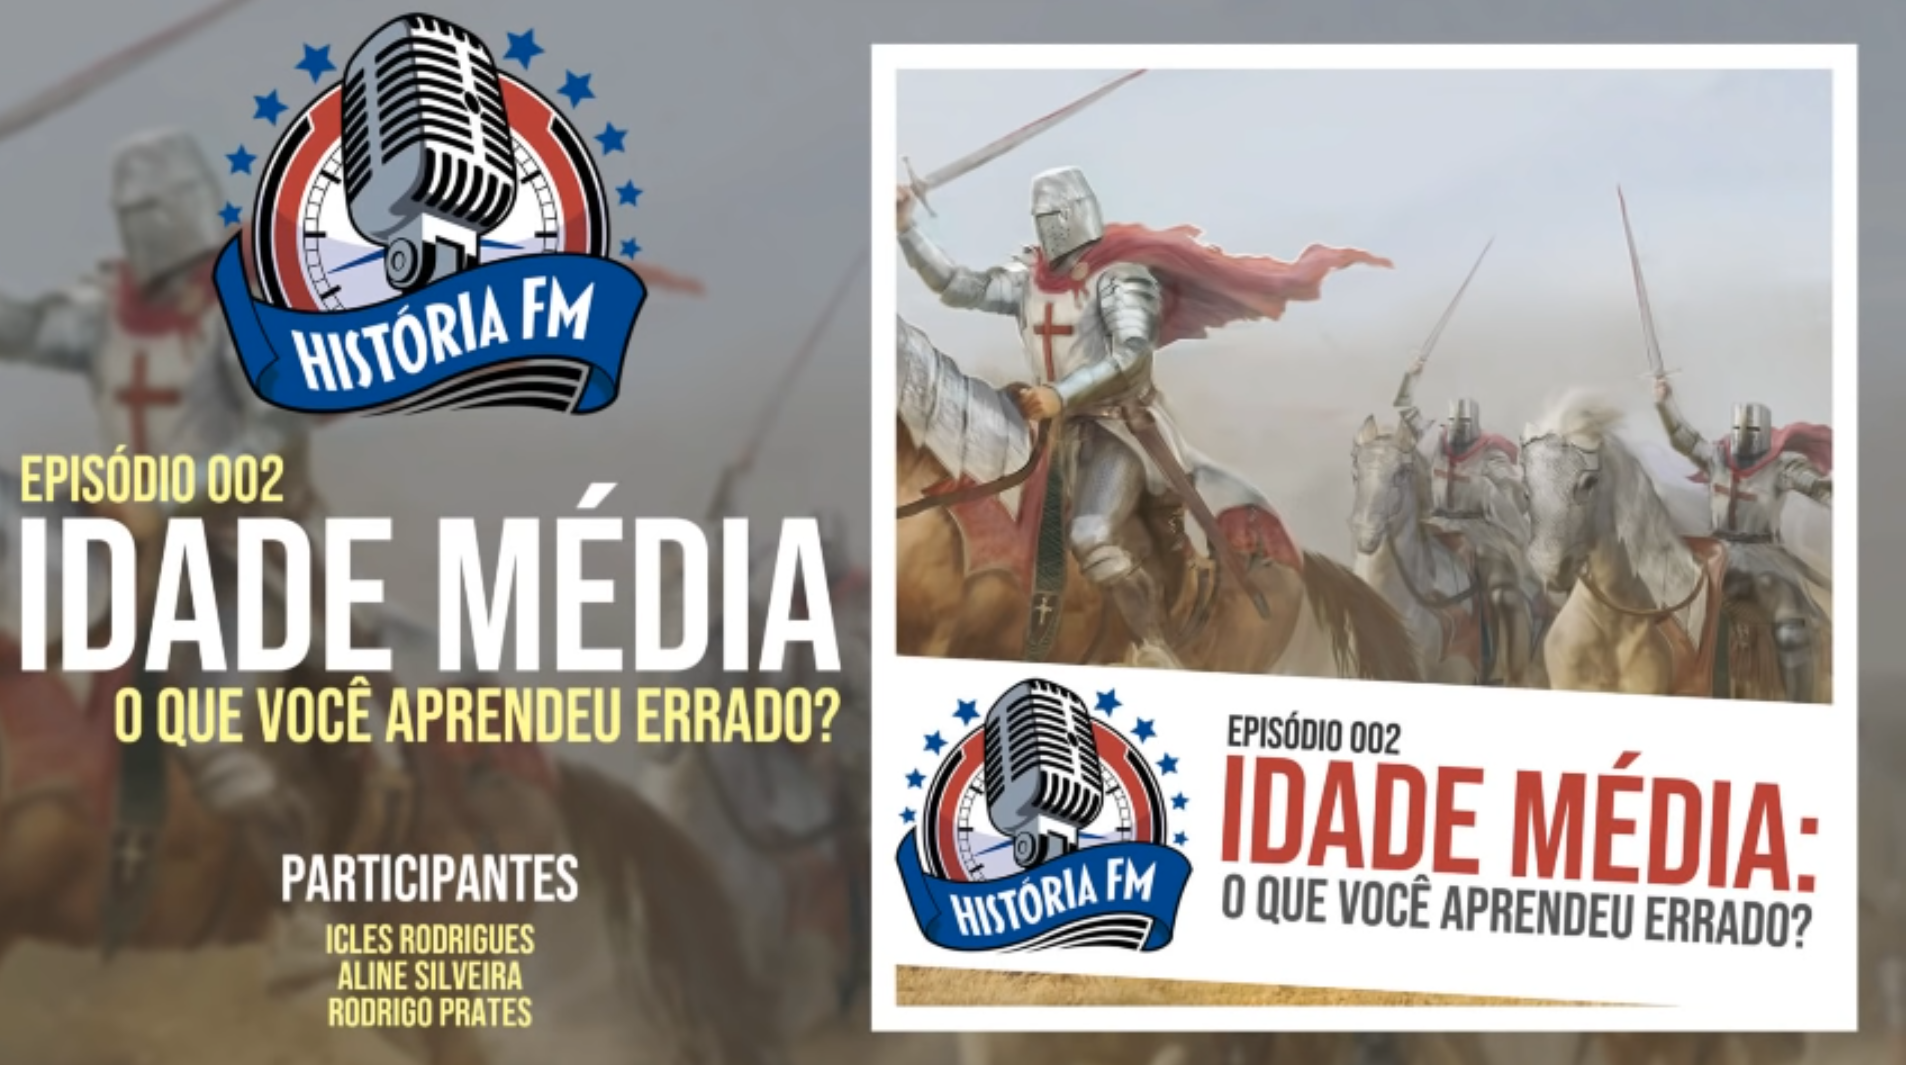 HISTÓRIA FM
EPISÓDIO 002
IDADE MÉDIA
O QUE VOCÊ APRENDEU ERRADO?
PARTICIPANTES
ICLES RODRIGUES
ALINE SILVEIRA
RODRIGO PRATES
HISTÓRIA FM
EPISÓDIO 002
IDADE MÉDIA:
O QUE VOCÊ APRENDEU ERRADO?